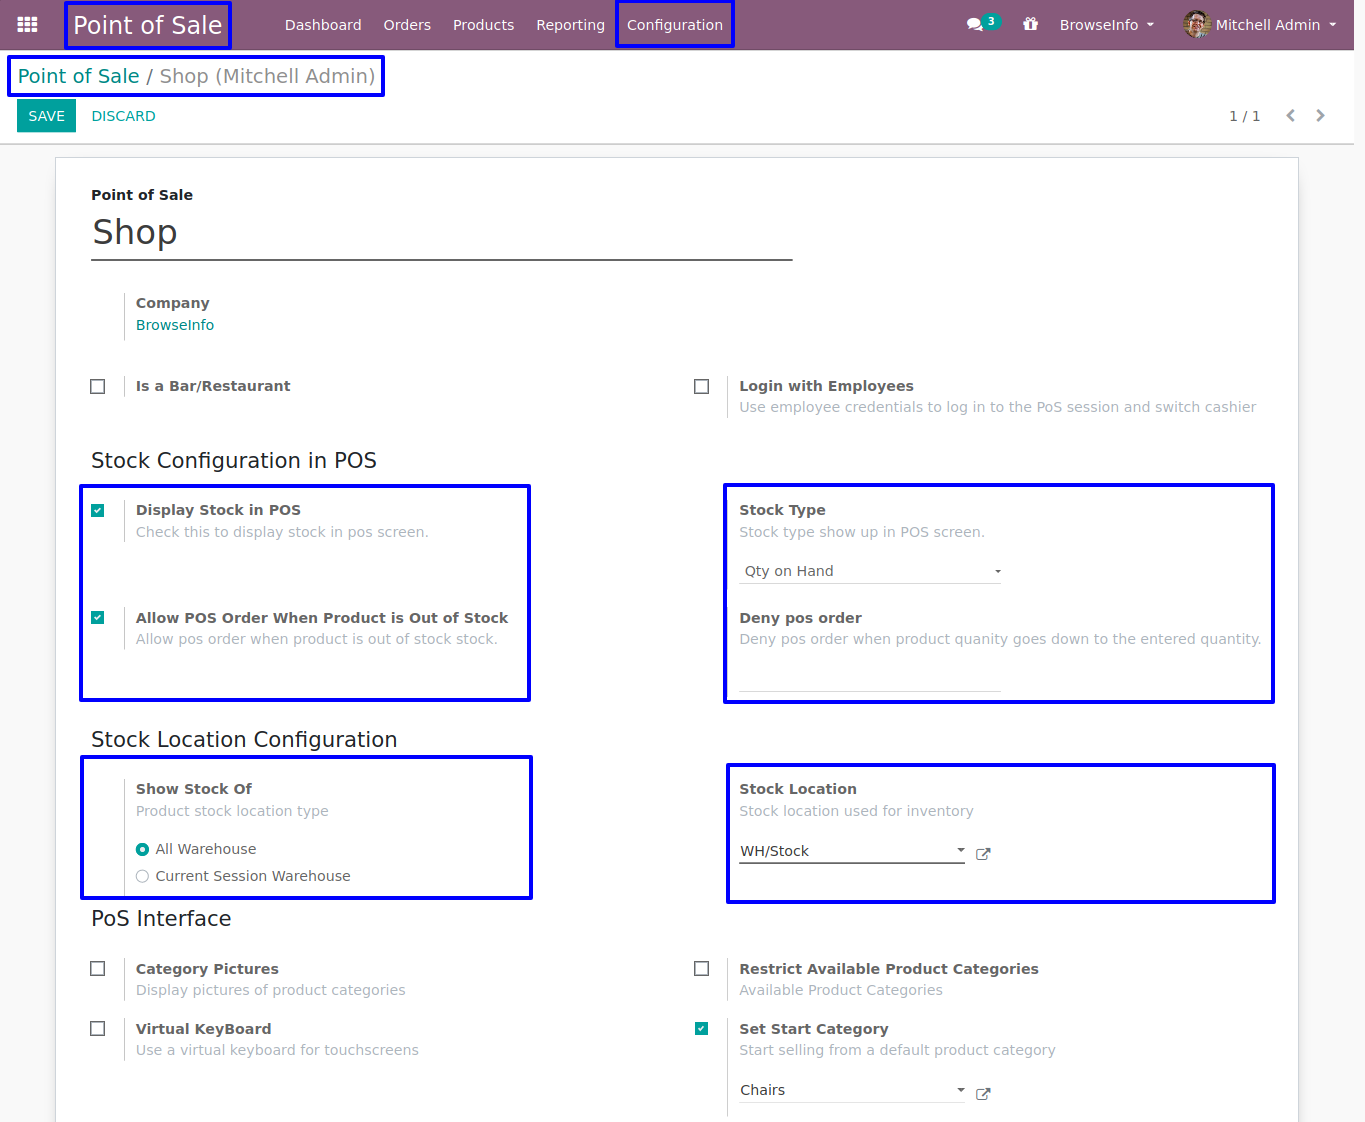 Point of Sale Dashboard Orders Products Reporting Configuration 3 BrowseInfo Mitchell Admin
Point of Sale / Shop (Mitchell Admin)
SAVE DISCARD 1 / 1
Point of Sale
Shop
Company
BrowseInfo
Is a Bar/Restaurant
Login with Employees
Use employee credentials to log in to the PoS session and switch cashier
Stock Configuration in POS
Display Stock in POS
Check this to display stock in pos screen.
Stock Type
Stock type show up in POS screen.
Qty on Hand
Allow POS Order When Product is Out of Stock
Allow pos order when product is out of stock stock.
Deny pos order
Deny pos order when product quanity goes down to the entered quantity.
Stock Location Configuration
Show Stock Of
Product stock location type
All Warehouse
Current Session Warehouse
Stock Location
Stock location used for inventory
WH/Stock
PoS Interface
Category Pictures
Display pictures of product categories
Restrict Available Product Categories
Available Product Categories
Virtual KeyBoard
Use a virtual keyboard for touchscreens
Set Start Category
Start selling from a default product category
Chairs